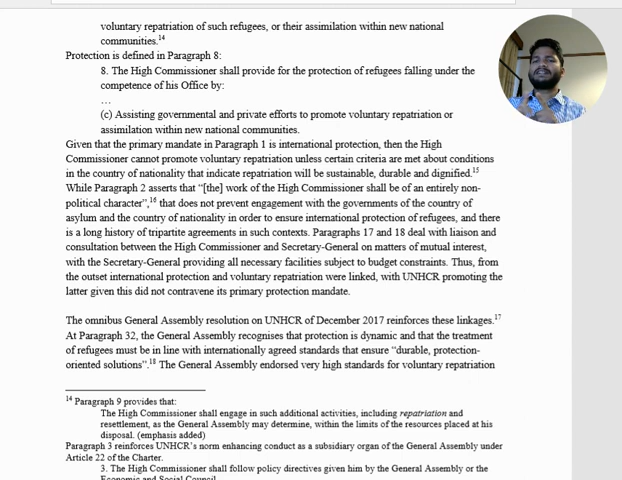 voluntary repatriation of such refugees, or their assimilation within new national
communities.14
Protection is defined in Paragraph 8:
8. The High Commissioner shall provide for the protection of refugees falling under the
competence of his Office by:
…
(c) Assisting governmental and private efforts to promote voluntary repatriation or
assimilation within new national communities.
Given that the primary mandate in Paragraph 1 is international protection, then the High
Commissioner cannot promote voluntary repatriation unless certain criteria are met about conditions
in the country of nationality that indicate repatriation will be sustainable, durable and dignified.15
While Paragraph 2 asserts that “[the] work of the High Commissioner shall be of an entirely non-
political character”,16 that does not prevent engagement with the governments of the country of
asylum and the country of nationality in order to ensure international protection of refugees, and there
is a long history of tripartite agreements in such contexts. Paragraphs 17 and 18 deal with liaison and
consultation between the High Commissioner and Secretary-General on matters of mutual interest,
with the Secretary-General providing all necessary facilities subject to budget constraints. Thus, from
the outset international protection and voluntary repatriation were linked, with UNHCR promoting the
latter given this did not contravene its primary protection mandate.
The omnibus General Assembly resolution on UNHCR of December 2017 reinforces these linkages.17
At Paragraph 32, the General Assembly recognises that protection is dynamic and that the treatment
of refugees must be in line with internationally agreed standards that ensure “durable, protection-
oriented solutions”.18 The General Assembly endorsed very high standards for voluntary repatriation
14 Paragraph 9 provides that:
The High Commissioner shall engage in such additional activities, including repatriation and
resettlement, as the General Assembly may determine, within the limits of the resources placed at his
disposal. (emphasis added)
Paragraph 3 reinforces UNHCR’s norm enhancing conduct as a subsidiary organ of the General Assembly under
Article 22 of the Charter.
3. The High Commissioner shall follow policy directives given him by the General Assembly or the
Economic and Social Council.